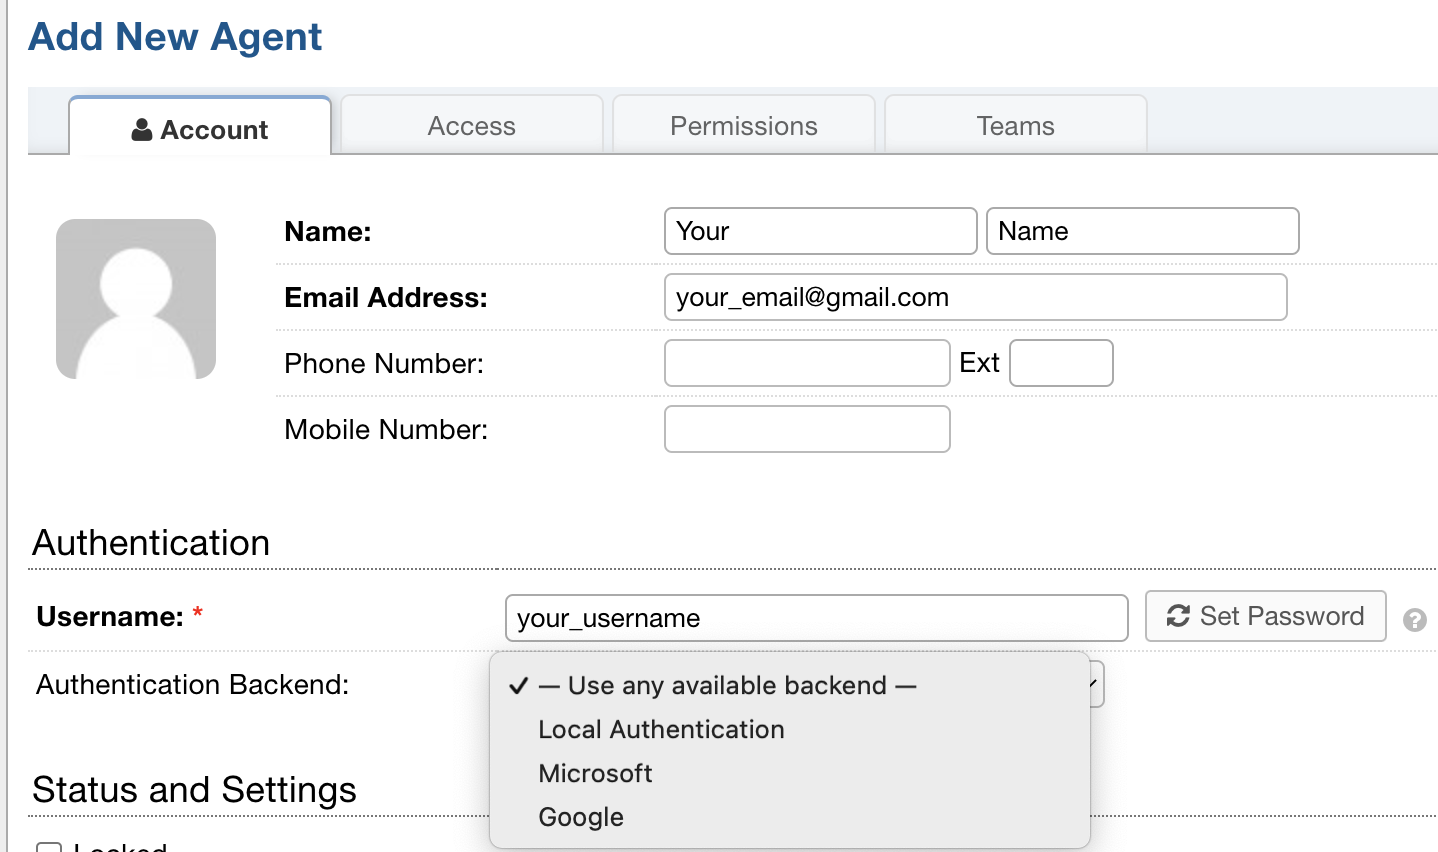 Add New Agent
Account Access Permissions Teams
Name: Your Name
Email Address: your_email@gmail.com
Phone Number: Ext
Mobile Number:
Authentication
Username: * your_username Set Password ?
Authentication Backend: ✓ — Use any available backend —
Local Authentication
Microsoft
Google
Status and Settings
Locked